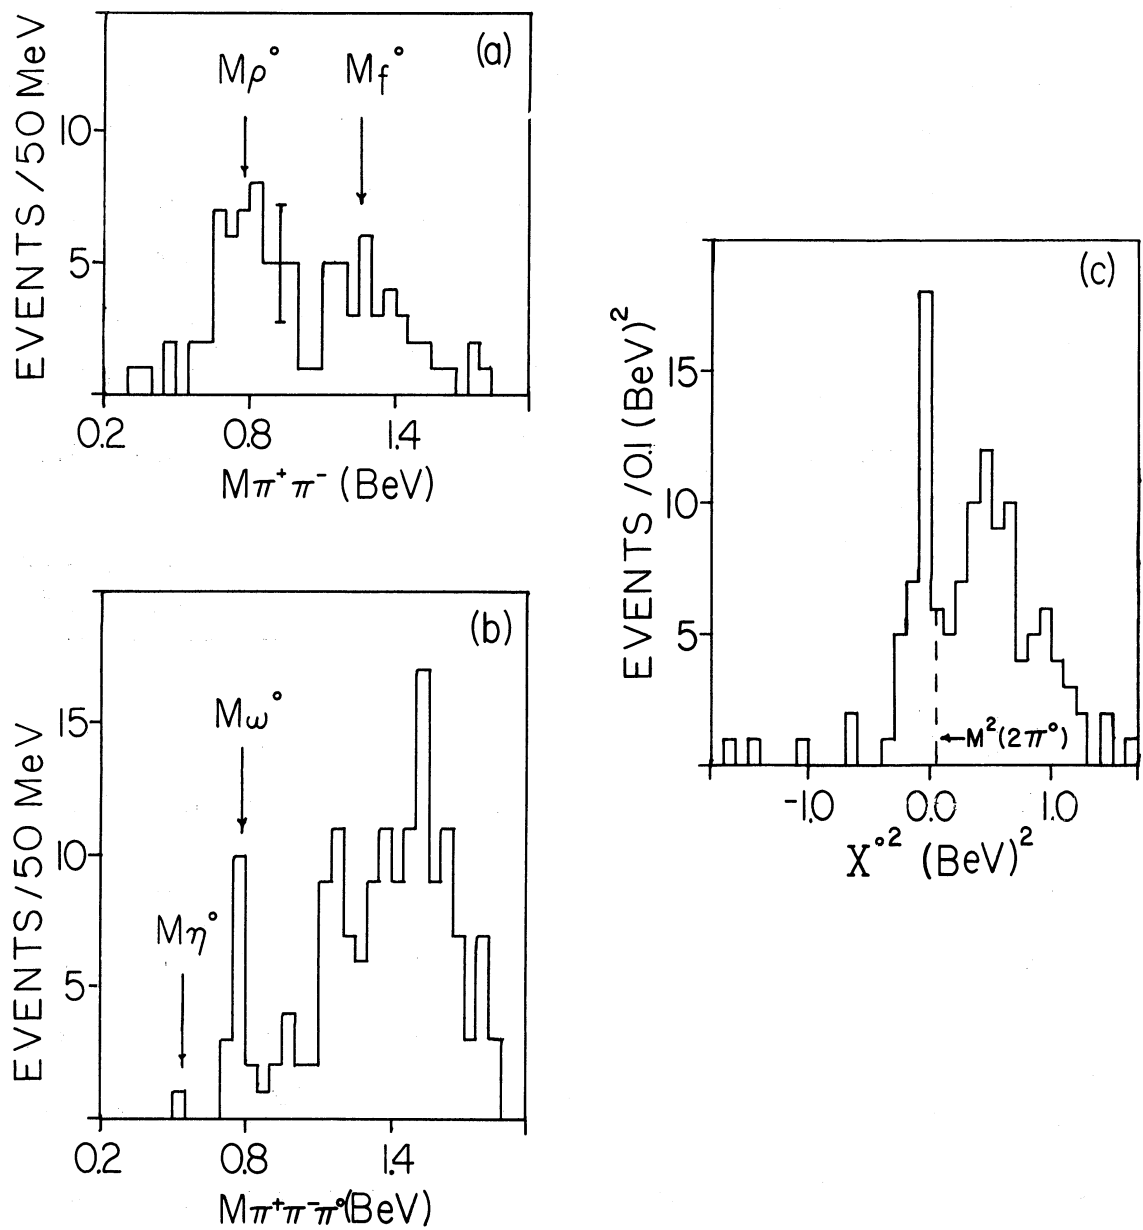 (a)
Mρ° Mf°
EVENTS / 50 MeV
10
5
0.2 0.8 1.4
Mπ⁺π⁻ (BeV)
(b)
Mω°
Mη°
EVENTS / 50 MeV
15
10
5
0.2 0.8 1.4
Mπ⁺π⁻π° (BeV)
(c)
EVENTS / 0.1 (BeV)²
15
10
5
M²(2π°)
-1.0 0.0 1.0
X°² (BeV)²